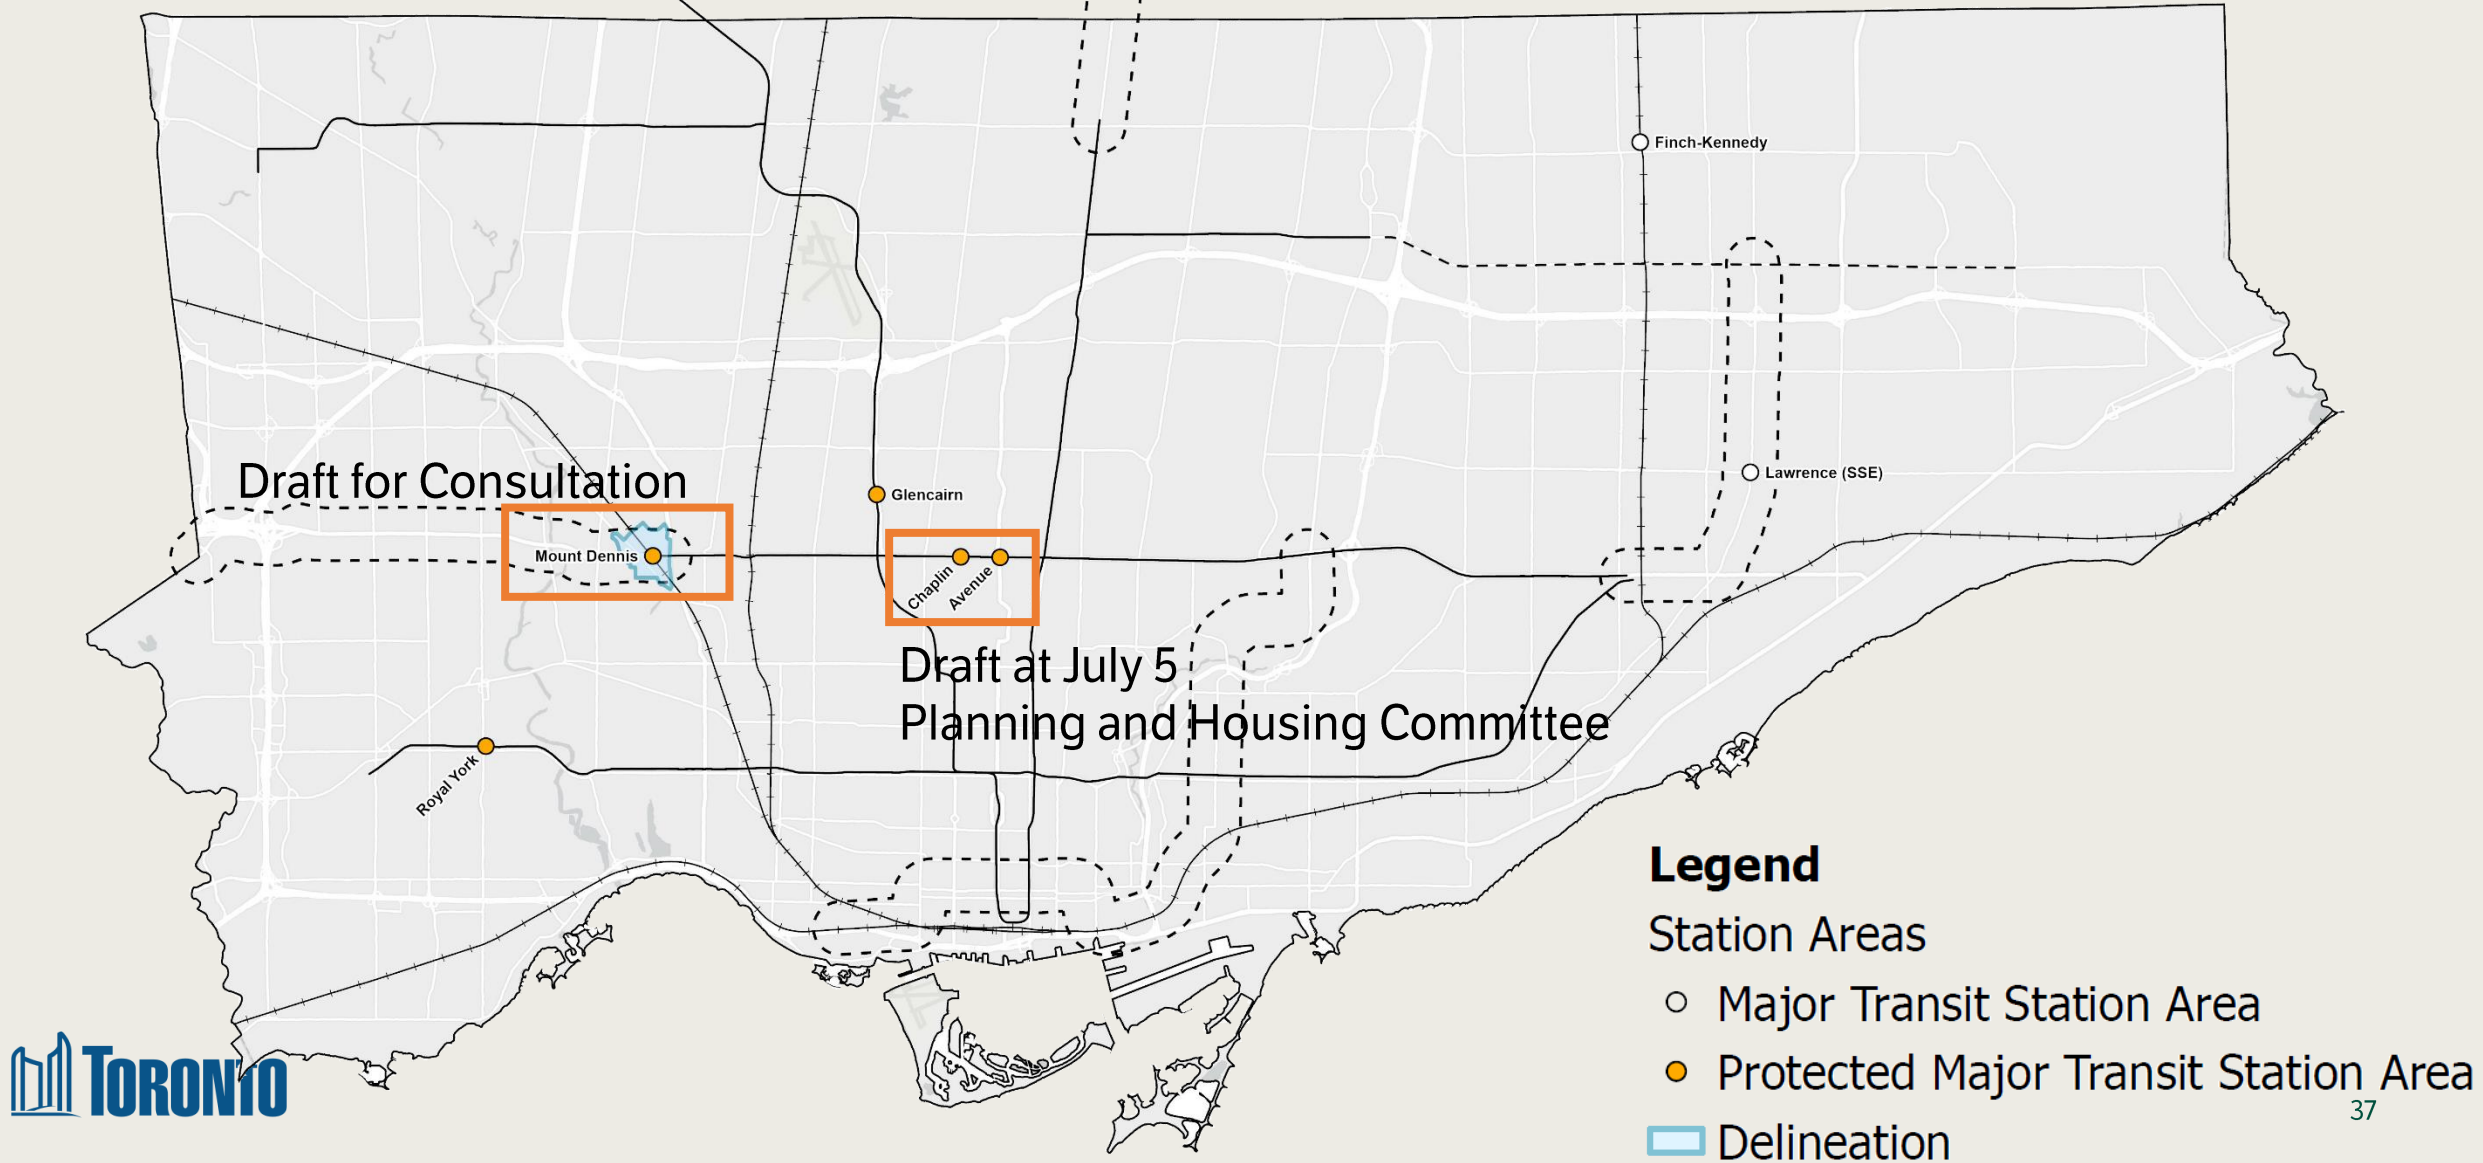 Finch-Kennedy
Draft for Consultation
Lawrence (SSE)
Glencairn
Mount Dennis
Chaplin
Avenue
Draft at July 5
Planning and Housing Committee
Royal York
Legend
Station Areas
Major Transit Station Area
Protected Major Transit Station Area
Delineation
TORONTO
37